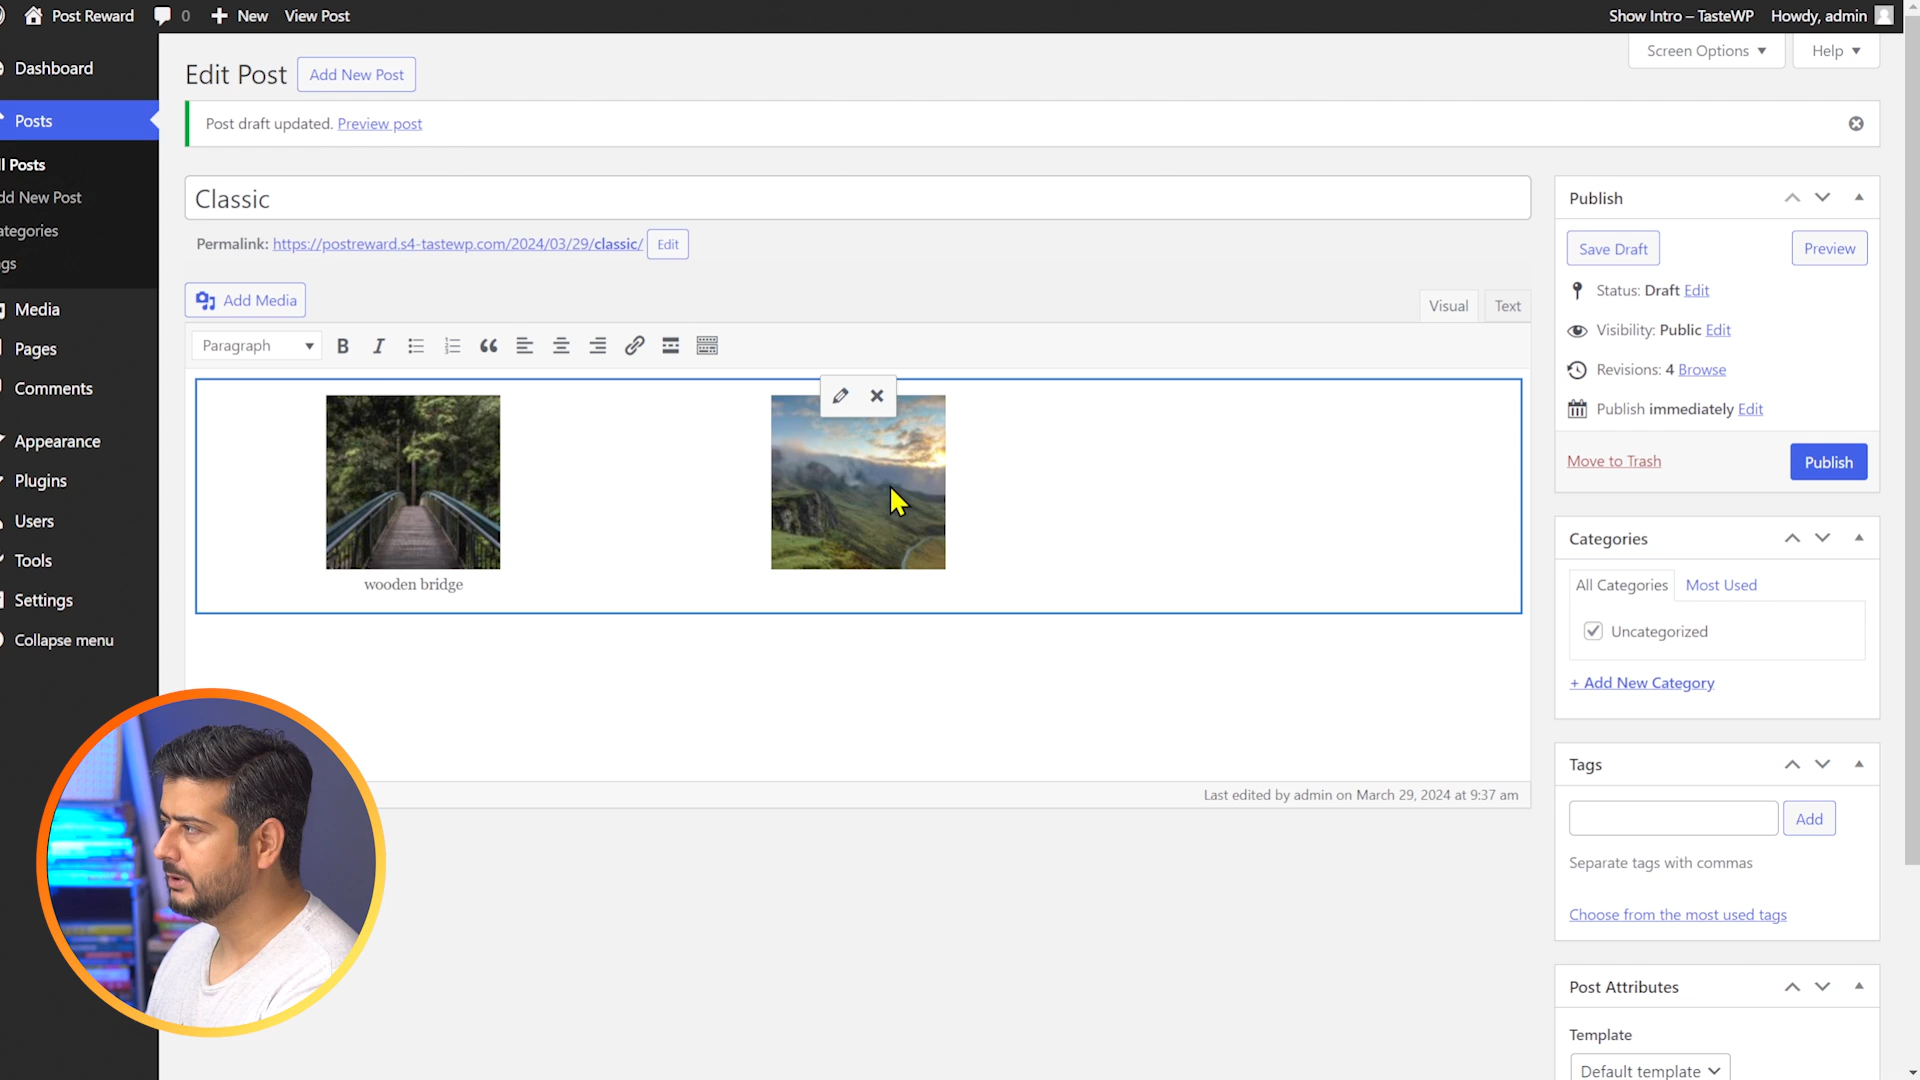 Post Reward 0 New View Post Show Intro – TasteWP Howdy, admin
Screen Options Help
Dashboard
Posts
ll Posts
dd New Post
ategories
gs
Media
Pages
Comments
Appearance
Plugins
Users
Tools
Settings
Collapse menu
Edit Post Add New Post
Post draft updated. Preview post
Classic
Permalink: https://postreward.s4-tastewp.com/2024/03/29/classic/ Edit
Add Media Visual Text
Paragraph
wooden bridge
Last edited by admin on March 29, 2024 at 9:37 am
Publish
Save Draft Preview
Status: Draft Edit
Visibility: Public Edit
Revisions: 4 Browse
Publish immediately Edit
Move to Trash Publish
Categories
All Categories Most Used
Uncategorized
+ Add New Category
Tags
Add
Separate tags with commas
Choose from the most used tags
Post Attributes
Template
Default template